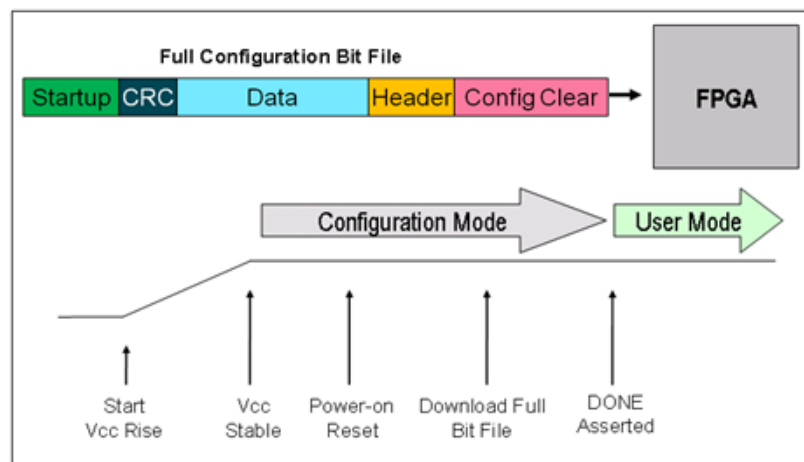 Full Configuration Bit File
Startup CRC Data Header Config Clear
FPGA
Configuration Mode
User Mode
Start
Vcc Rise
Vcc
Stable
Power-on
Reset
Download Full
Bit File
DONE
Asserted